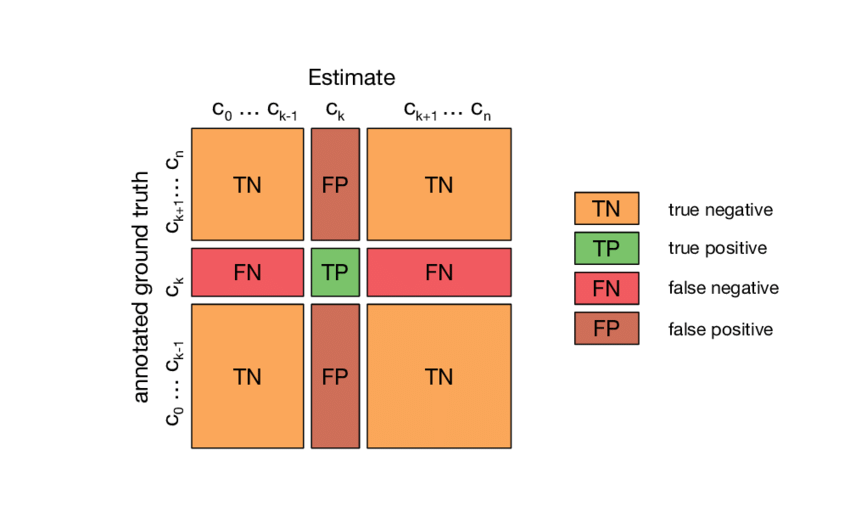 Estimate
c0 … ck-1 ck ck+1 … cn
annotated ground truth
ck+1 … cn
TN FP TN
ck
FN TP FN
c0 … ck-1
TN FP TN
TN true negative
TP true positive
FN false negative
FP false positive